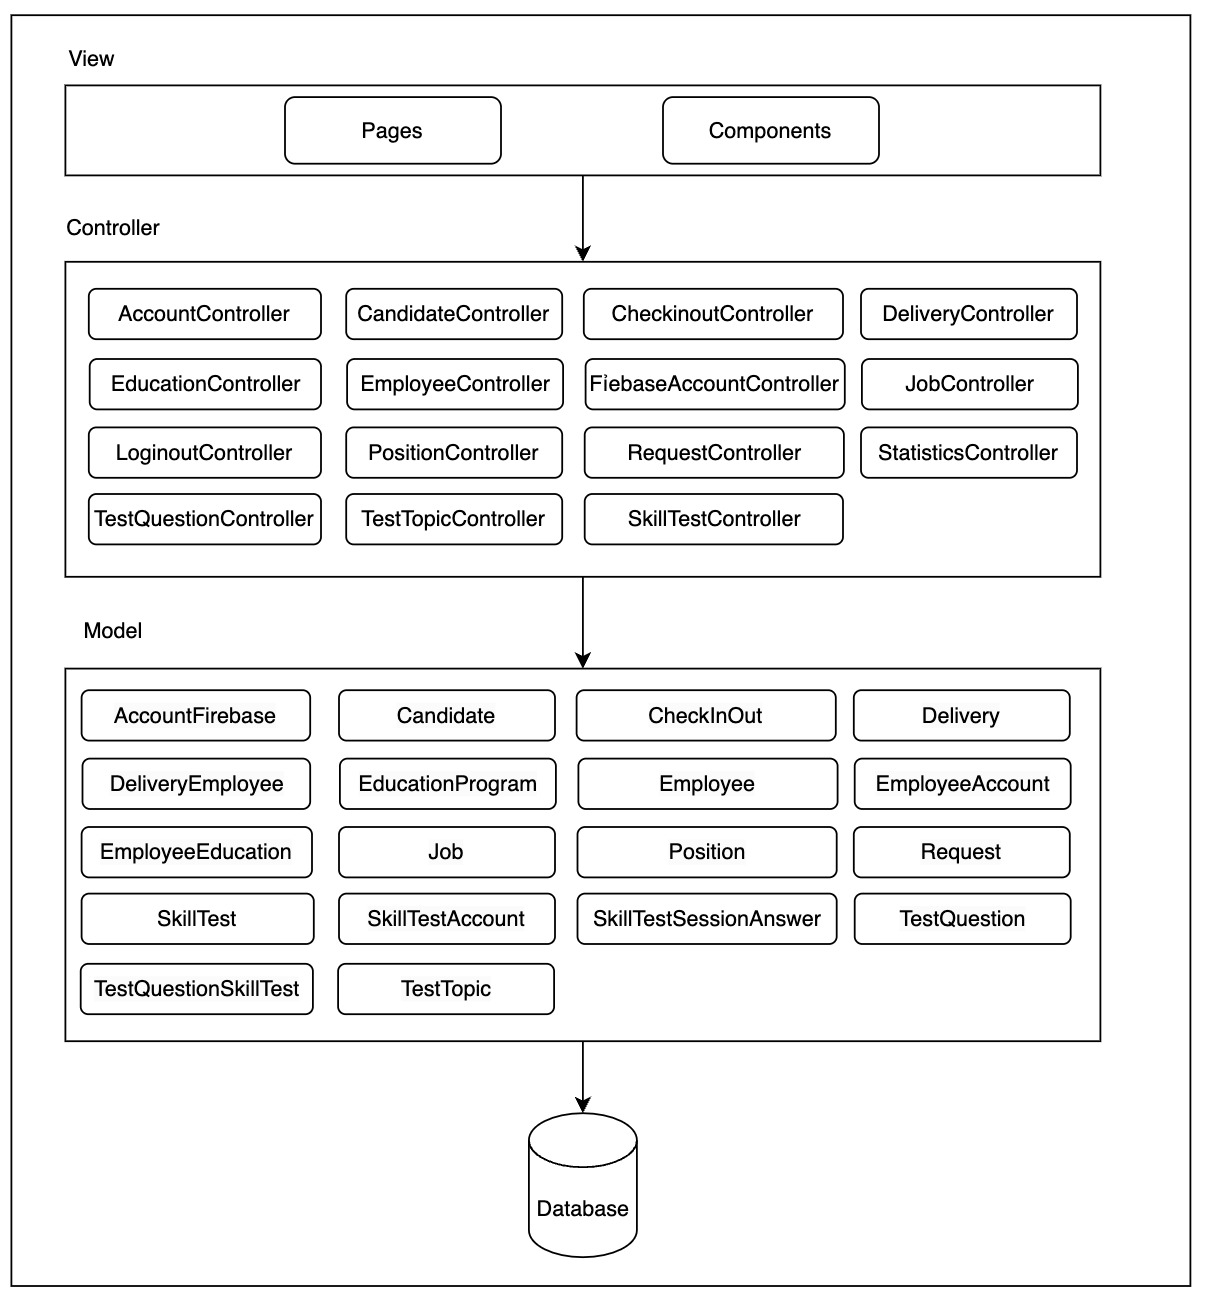 View
Pages
Components
Controller
AccountController
CandidateController
CheckinoutController
DeliveryController
EducationController
EmployeeController
FiebaseAccountController
JobController
LoginoutController
PositionController
RequestController
StatisticsController
TestQuestionController
TestTopicController
SkillTestController
Model
AccountFirebase
Candidate
CheckInOut
Delivery
DeliveryEmployee
EducationProgram
Employee
EmployeeAccount
EmployeeEducation
Job
Position
Request
SkillTest
SkillTestAccount
SkillTestSessionAnswer
TestQuestion
TestQuestionSkillTest
TestTopic
Database